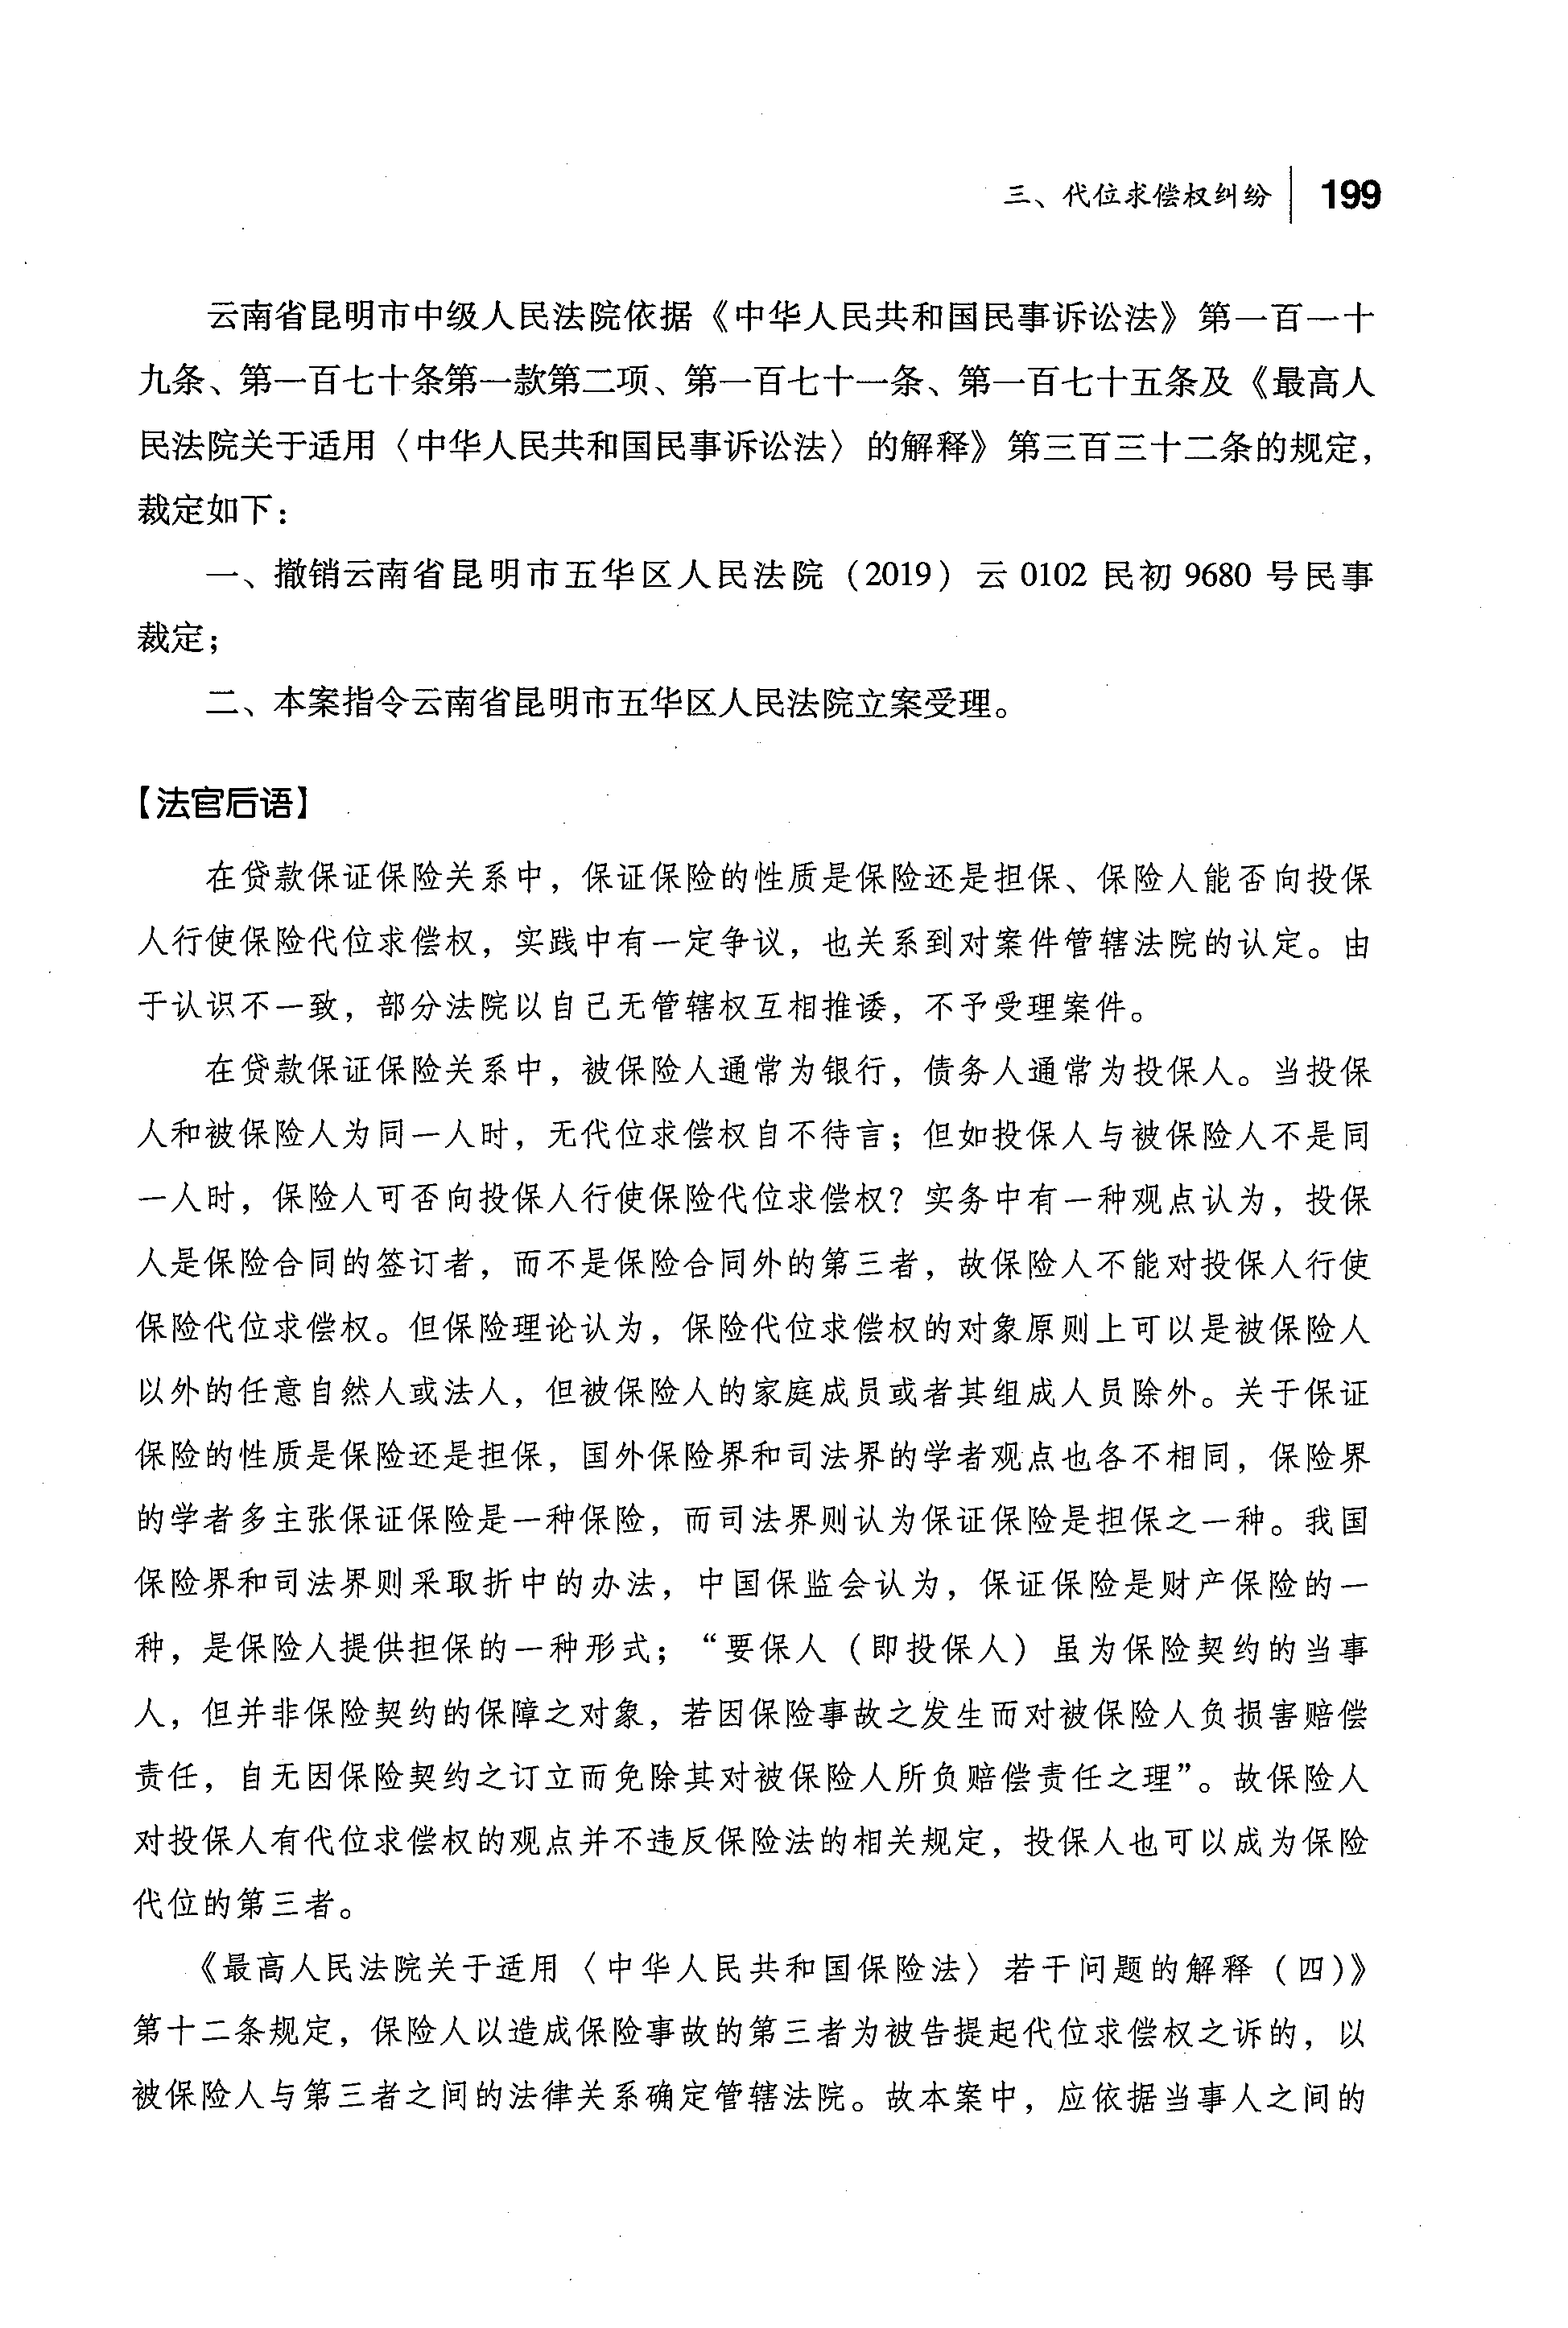 三、代位求偿权纠纷 199
云南省昆明市中级人民法院依据《中华人民共和国民事诉讼法》第一百一十
九条、第一百七十条第一款第二项、第一百七十一条、第一百七十五条及《最高人
民法院关于适用〈中华人民共和国民事诉讼法〉的解释》第三百三十二条的规定，
裁定如下：
一、撤销云南省昆明市五华区人民法院（2019）云 0102 民初 9680 号民事
裁定；
二、本案指令云南省昆明市五华区人民法院立案受理。
【法官后语】
在贷款保证保险关系中，保证保险的性质是保险还是担保、保险人能否向投保
人行使保险代位求偿权，实践中有一定争议，也关系到对案件管辖法院的认定。由
于认识不一致，部分法院以自己无管辖权互相推诿，不予受理案件。
在贷款保证保险关系中，被保险人通常为银行，债务人通常为投保人。当投保
人和被保险人为同一人时，无代位求偿权自不待言；但如投保人与被保险人不是同
一人时，保险人可否向投保人行使保险代位求偿权？实务中有一种观点认为，投保
人是保险合同的签订者，而不是保险合同外的第三者，故保险人不能对投保人行使
保险代位求偿权。但保险理论认为，保险代位求偿权的对象原则上可以是被保险人
以外的任意自然人或法人，但被保险人的家庭成员或者其组成人员除外。关于保证
保险的性质是保险还是担保，国外保险界和司法界的学者观点也各不相同，保险界
的学者多主张保证保险是一种保险，而司法界则认为保证保险是担保之一种。我国
保险界和司法界则采取折中的办法，中国保监会认为，保证保险是财产保险的一
种，是保险人提供担保的一种形式；“要保人（即投保人）虽为保险契约的当事
人，但并非保险契约的保障之对象，若因保险事故之发生而对被保险人负损害赔偿
责任，自无因保险契约之订立而免除其对被保险人所负赔偿责任之理”。故保险人
对投保人有代位求偿权的观点并不违反保险法的相关规定，投保人也可以成为保险
代位的第三者。
《最高人民法院关于适用〈中华人民共和国保险法〉若干问题的解释（四）》
第十二条规定，保险人以造成保险事故的第三者为被告提起代位求偿权之诉的，以
被保险人与第三者之间的法律关系确定管辖法院。故本案中，应依据当事人之间的